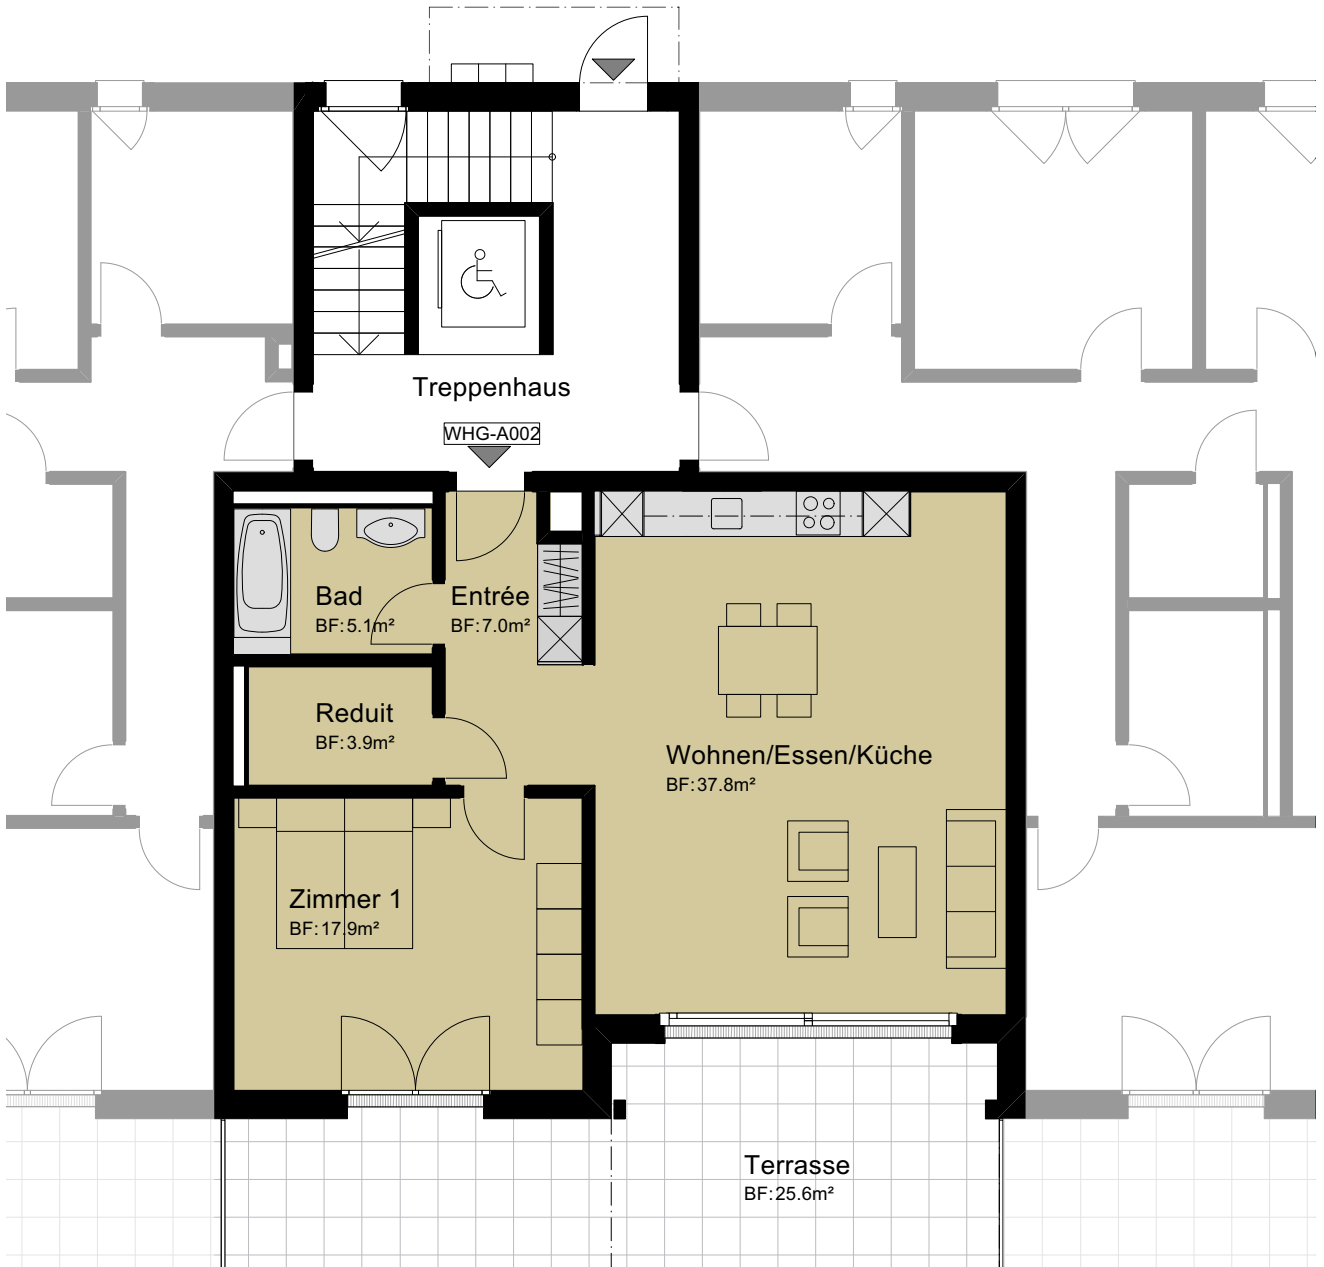 Treppenhaus
WHG-A002
Bad
BF:5.1m²
Entrée
BF:7.0m²
Reduit
BF:3.9m²
Wohnen/Essen/Küche
BF:37.8m²
Zimmer 1
BF:17.9m²
Terrasse
BF:25.6m²